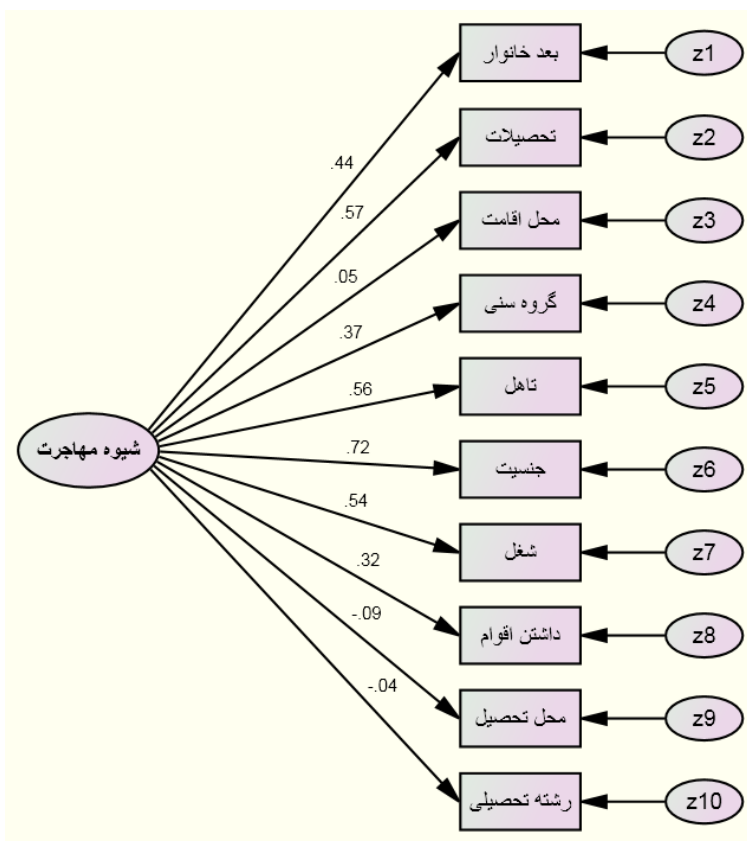 بعد خانوار
z1
تحصیلات
z2
محل اقامت
z3
گروه سنی
z4
تاهل
z5
جنسیت
z6
شغل
z7
داشتن اقوام
z8
محل تحصیل
z9
رشته تحصیلی
z10
شیوه مهاجرت
.44
.57
.05
.37
.56
.72
.54
.32
-.09
-.04